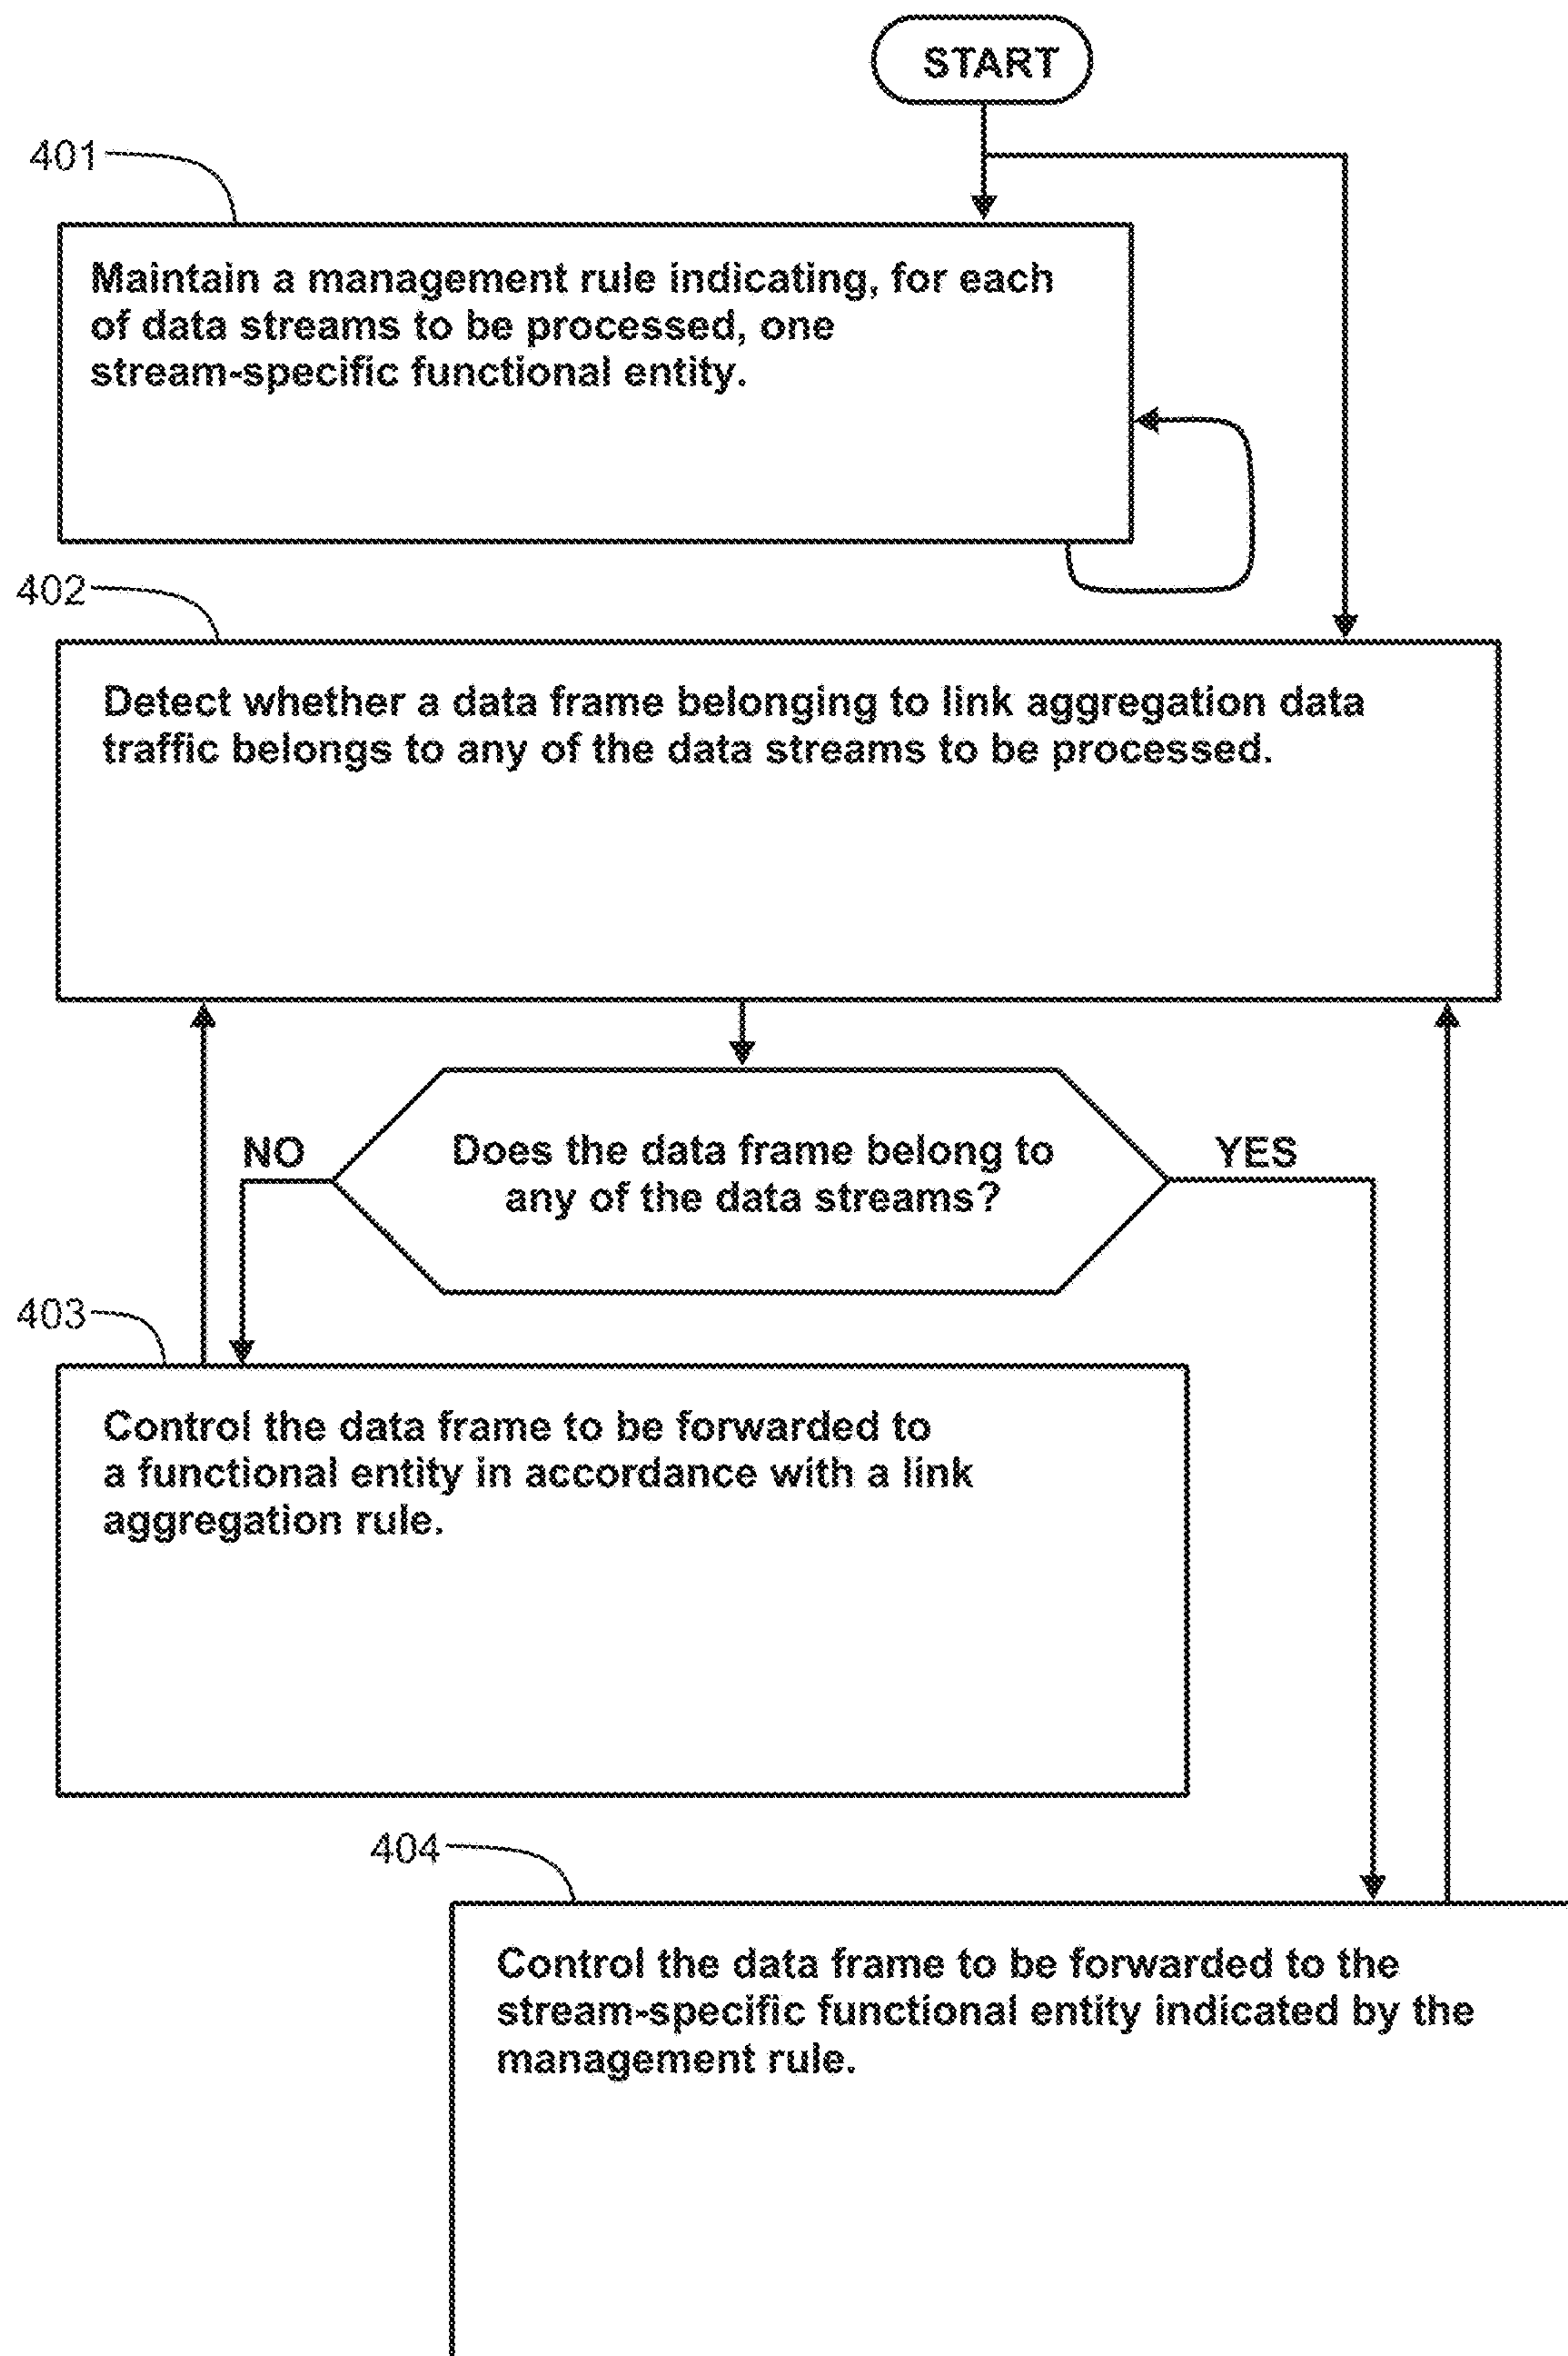 START
401
Maintain a management rule indicating, for each
of data streams to be processed, one
stream-specific functional entity.
402
Detect whether a data frame belonging to link aggregation data
traffic belongs to any of the data streams to be processed.
NO
Does the data frame belong to
any of the data streams?
YES
403
Control the data frame to be forwarded to
a functional entity in accordance with a link
aggregation rule.
404
Control the data frame to be forwarded to the
stream-specific functional entity indicated by the
management rule.